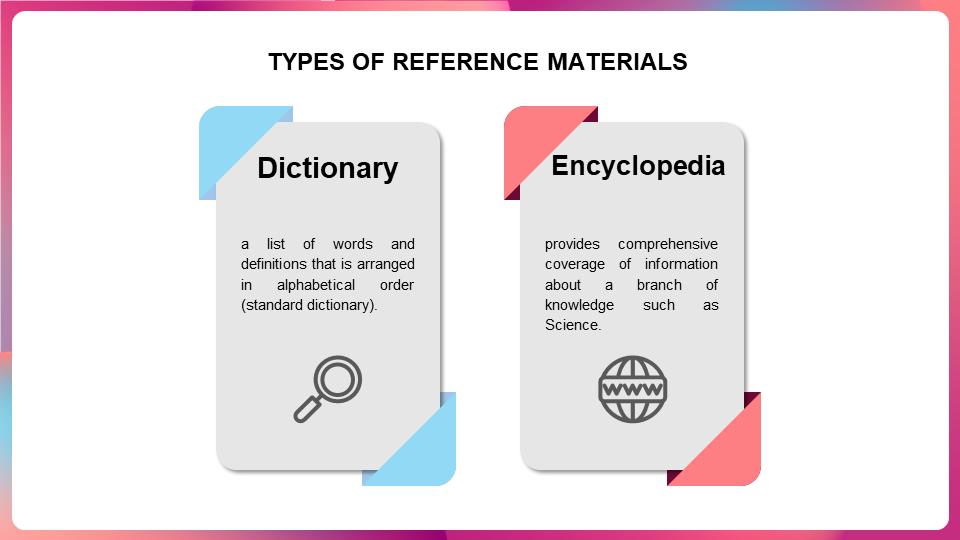 TYPES OF REFERENCE MATERIALS
Dictionary
a list of words and
definitions that is arranged
in alphabetical order
(standard dictionary).
Encyclopedia
provides comprehensive
coverage of information
about a branch of
knowledge such as
Science.
WWW